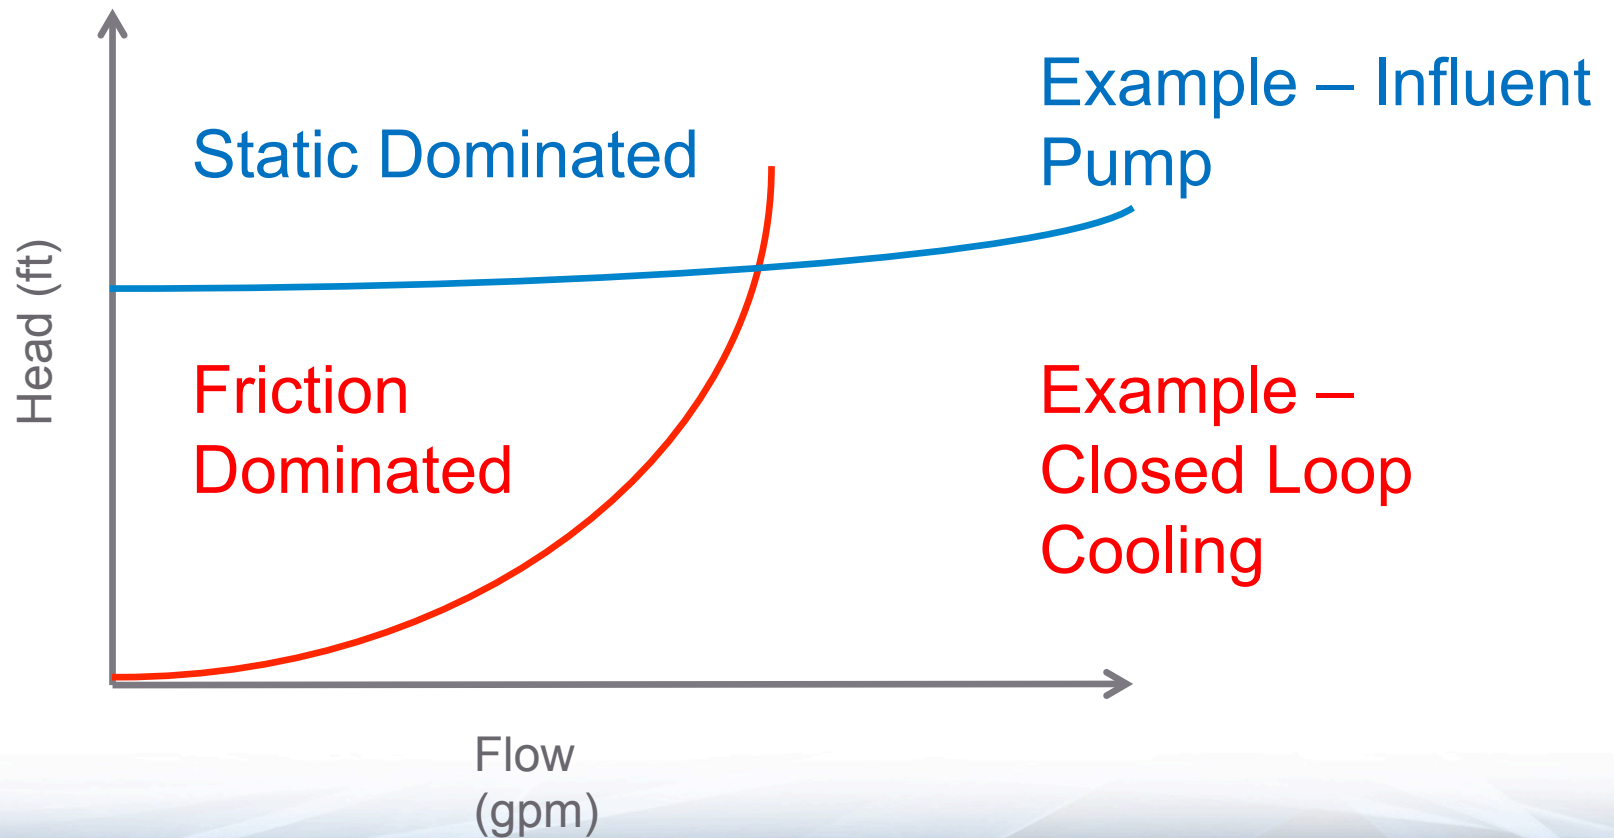 Example – Influent
Pump
Static Dominated
Head (ft)
Friction
Dominated
Example –
Closed Loop
Cooling
Flow
(gpm)